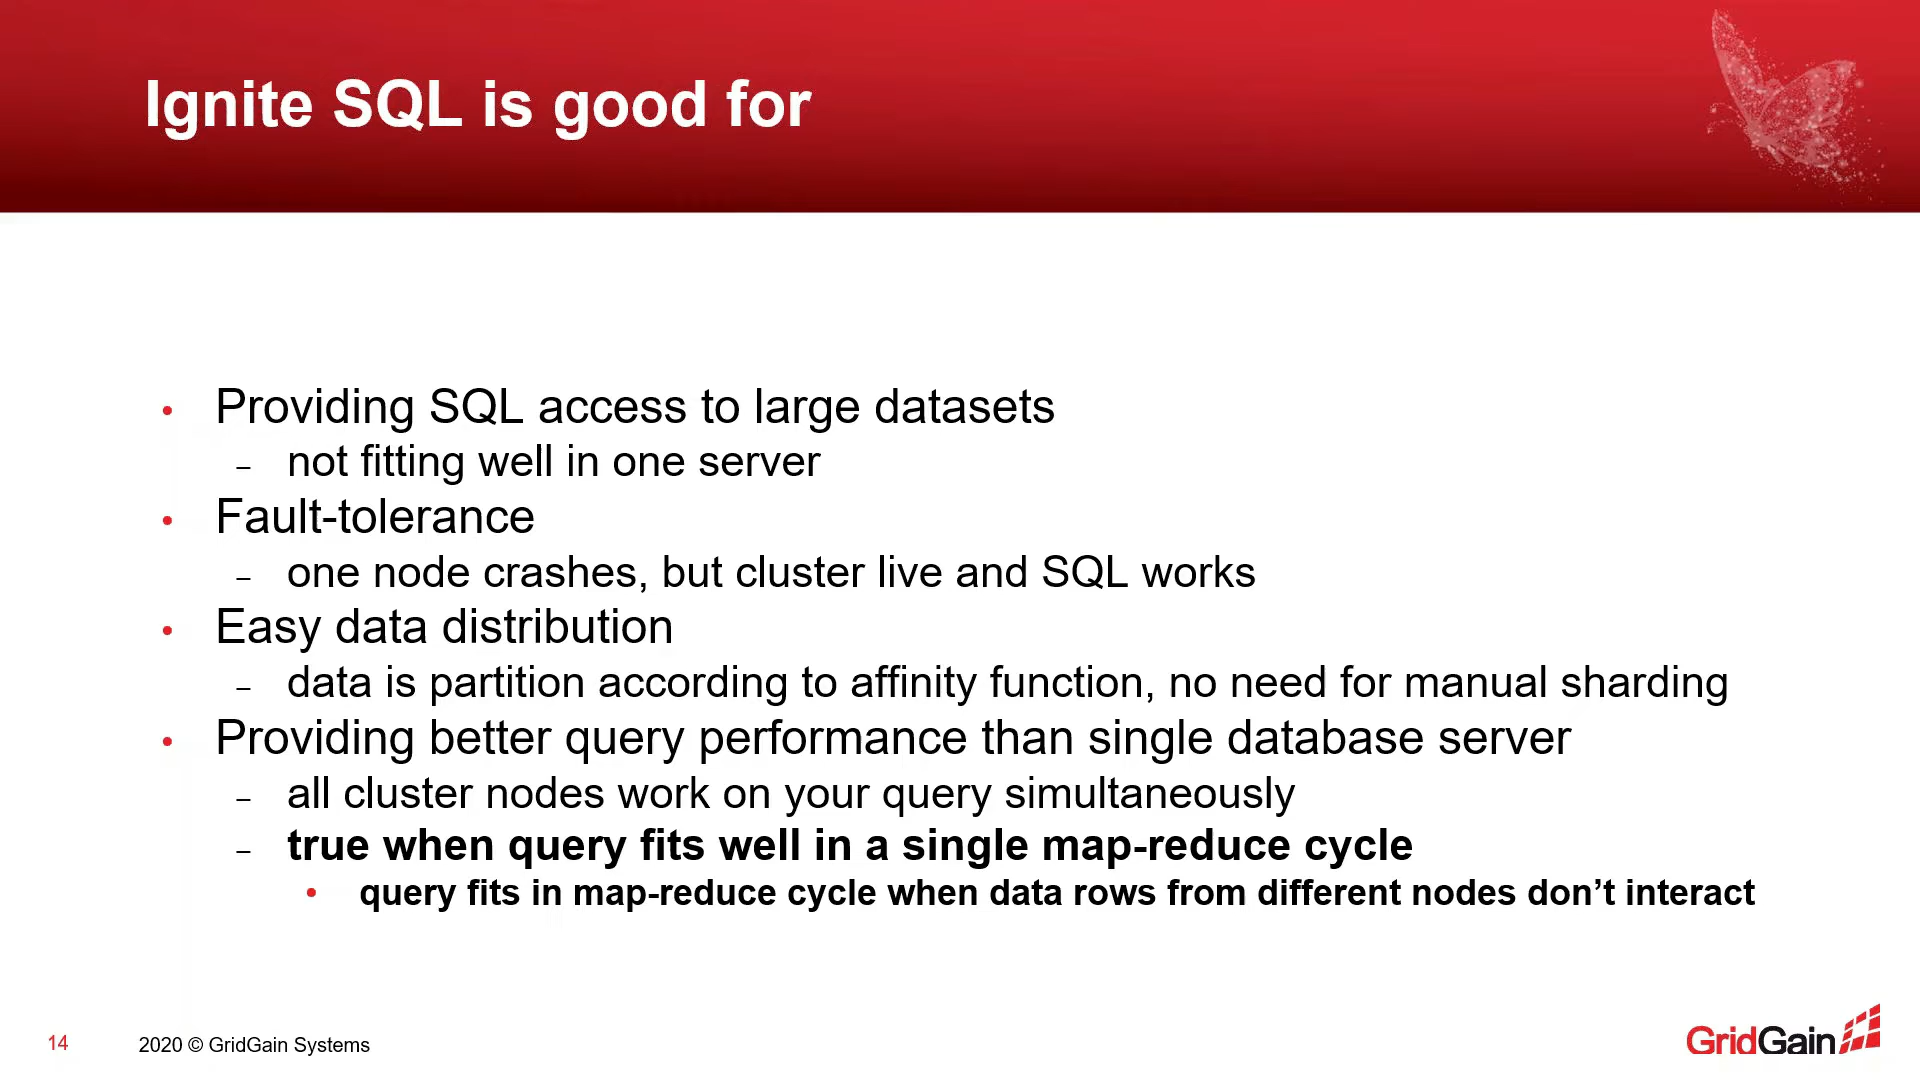 Ignite SQL is good for
• Providing SQL access to large datasets
– not fitting well in one server
• Fault-tolerance
– one node crashes, but cluster live and SQL works
• Easy data distribution
– data is partition according to affinity function, no need for manual sharding
• Providing better query performance than single database server
– all cluster nodes work on your query simultaneously
– true when query fits well in a single map-reduce cycle
• query fits in map-reduce cycle when data rows from different nodes don’t interact
14
2020 © GridGain Systems
GridGain